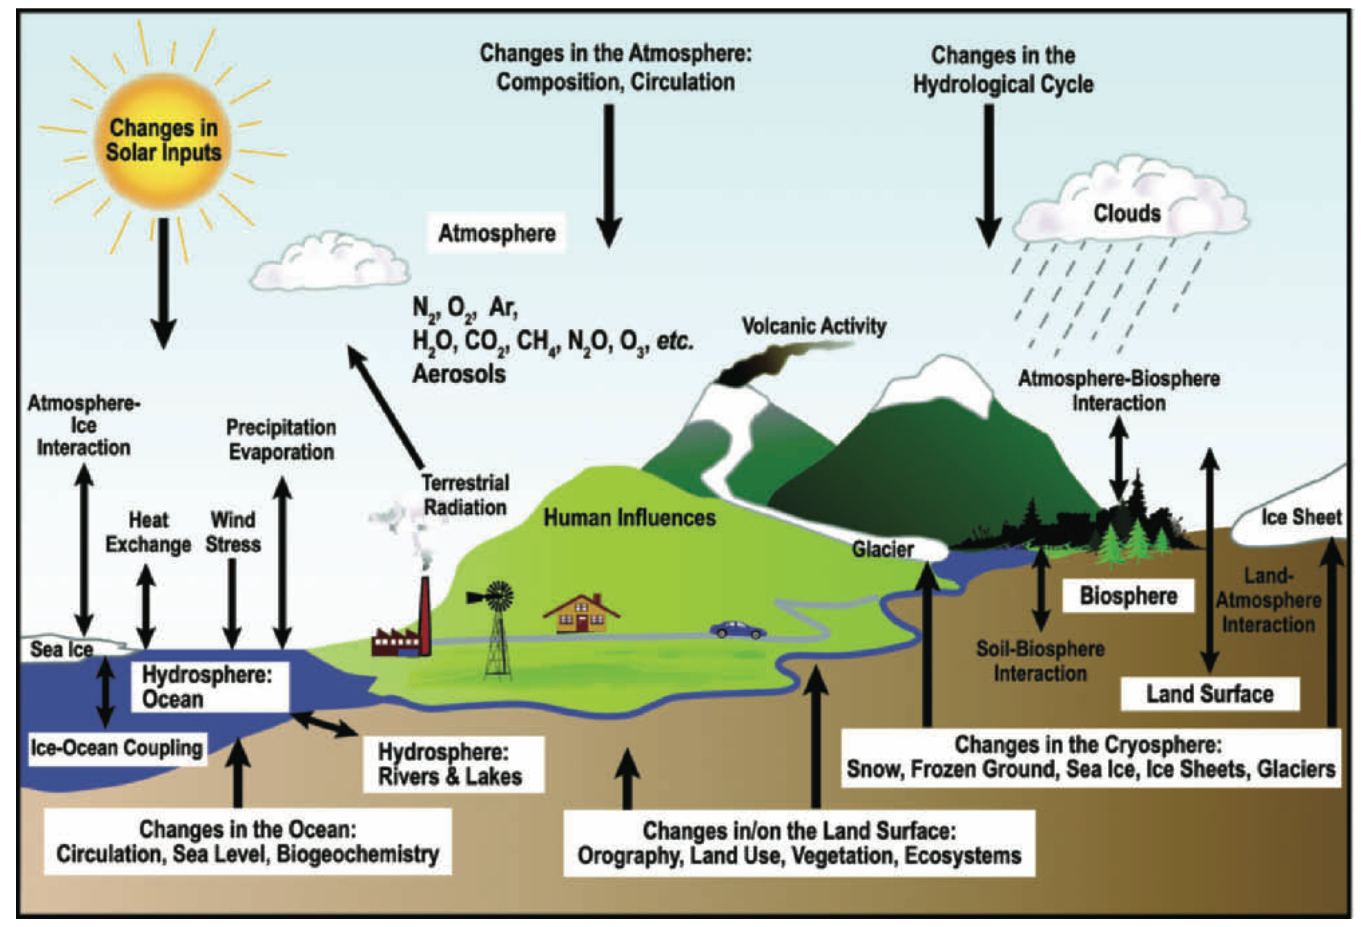 Changes in the Atmosphere:
Composition, Circulation
Changes in the
Hydrological Cycle
Changes in
Solar Inputs
Clouds
Atmosphere
N₂, O₂, Ar,
H₂O, CO₂, CH₄, N₂O, O₃, etc.
Aerosols
Volcanic Activity
Atmosphere-Biosphere
Interaction
Atmosphere-
Ice
Interaction
Precipitation
Evaporation
Terrestrial
Radiation
Heat
Exchange
Wind
Stress
Human Influences
Ice Sheet
Glacier
Land-
Atmosphere
Interaction
Biosphere
Sea Ice
Soil-Biosphere
Interaction
Hydrosphere:
Ocean
Land Surface
Ice-Ocean Coupling
Hydrosphere:
Rivers & Lakes
Changes in the Cryosphere:
Snow, Frozen Ground, Sea Ice, Ice Sheets, Glaciers
Changes in the Ocean:
Circulation, Sea Level, Biogeochemistry
Changes in/on the Land Surface:
Orography, Land Use, Vegetation, Ecosystems